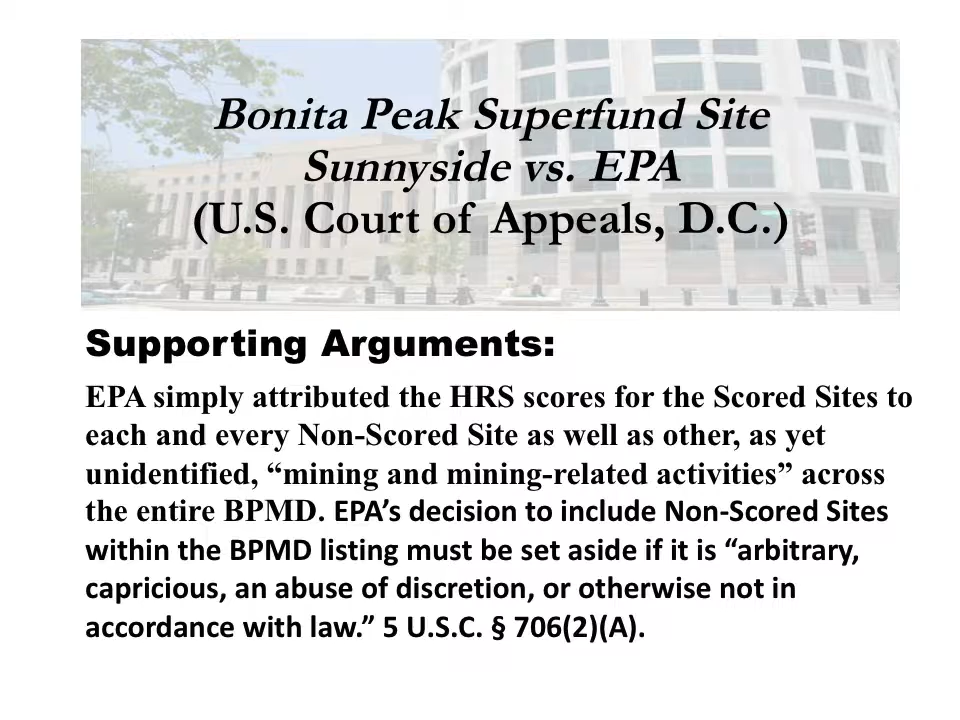 Bonita Peak Superfund Site
Sunnyside vs. EPA
(U.S. Court of Appeals, D.C.)
Supporting Arguments:
EPA simply attributed the HRS scores for the Scored Sites to
each and every Non-Scored Site as well as other, as yet
unidentified, “mining and mining-related activities” across
the entire BPMD. EPA’s decision to include Non-Scored Sites
within the BPMD listing must be set aside if it is “arbitrary,
capricious, an abuse of discretion, or otherwise not in
accordance with law.” 5 U.S.C. § 706(2)(A).